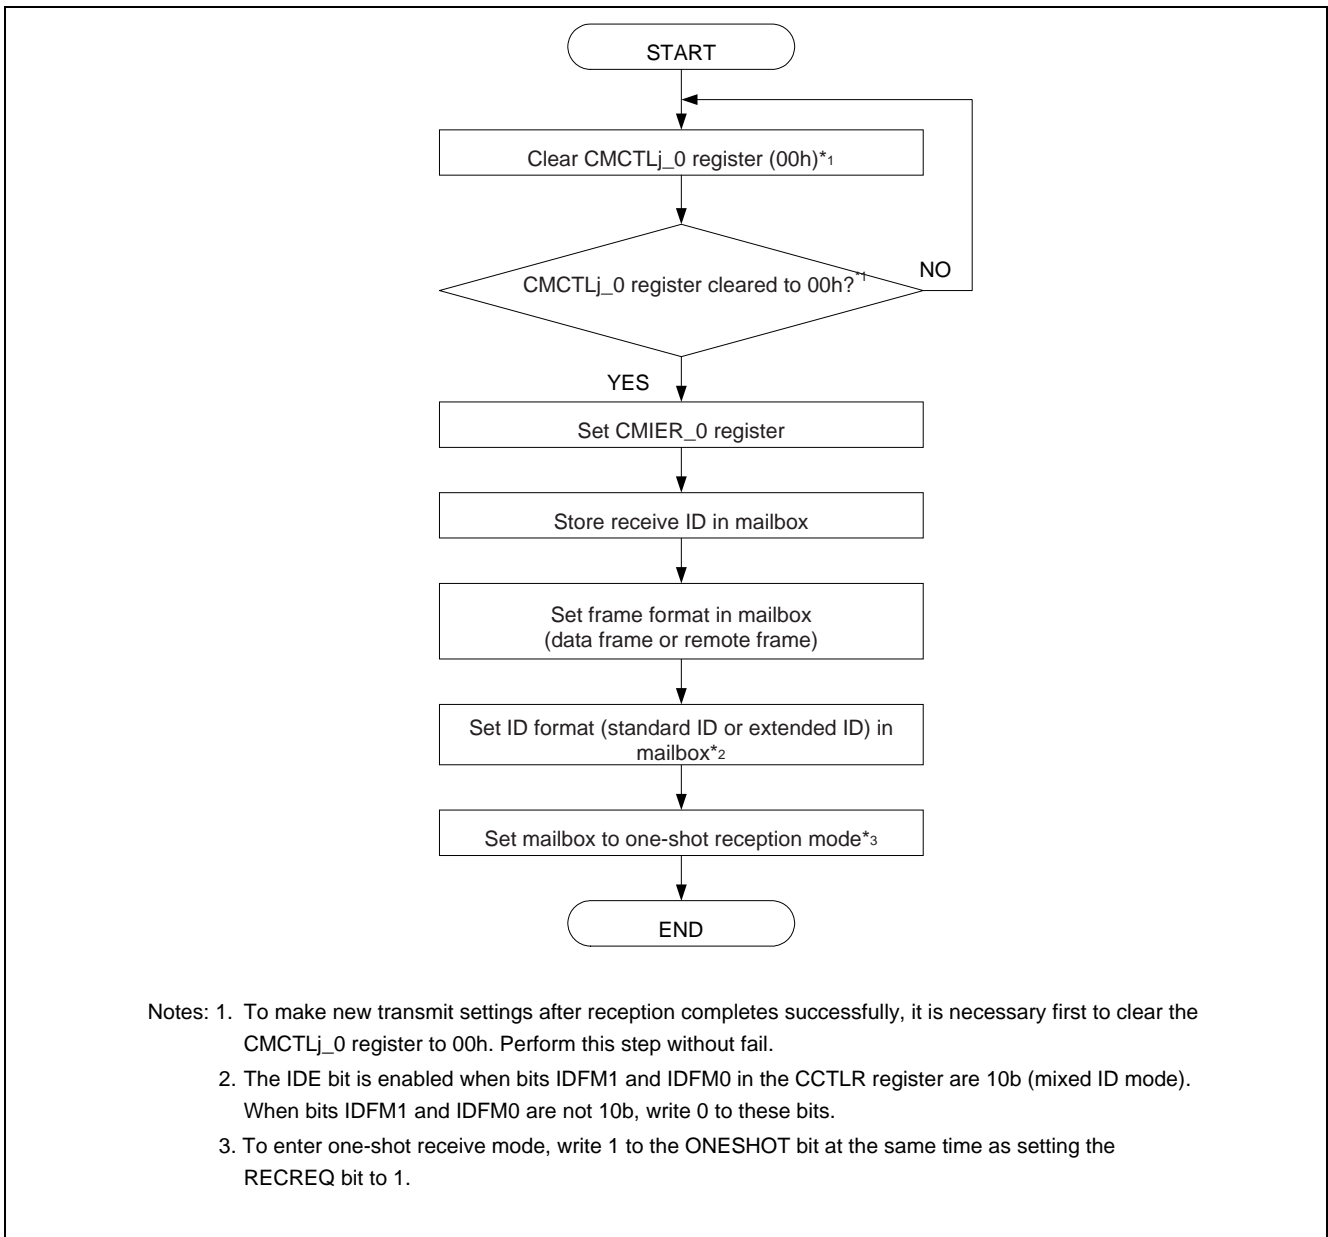 START
Clear CMCTLj_0 register (00h)*1
CMCTLj_0 register cleared to 00h?*1
NO
YES
Set CMIER_0 register
Store receive ID in mailbox
Set frame format in mailbox
(data frame or remote frame)
Set ID format (standard ID or extended ID) in
mailbox*2
Set mailbox to one-shot reception mode*3
END
Notes: 1. To make new transmit settings after reception completes successfully, it is necessary first to clear the
CMCTLj_0 register to 00h. Perform this step without fail.
2. The IDE bit is enabled when bits IDFM1 and IDFM0 in the CCTLR register are 10b (mixed ID mode).
When bits IDFM1 and IDFM0 are not 10b, write 0 to these bits.
3. To enter one-shot receive mode, write 1 to the ONESHOT bit at the same time as setting the
RECREQ bit to 1.